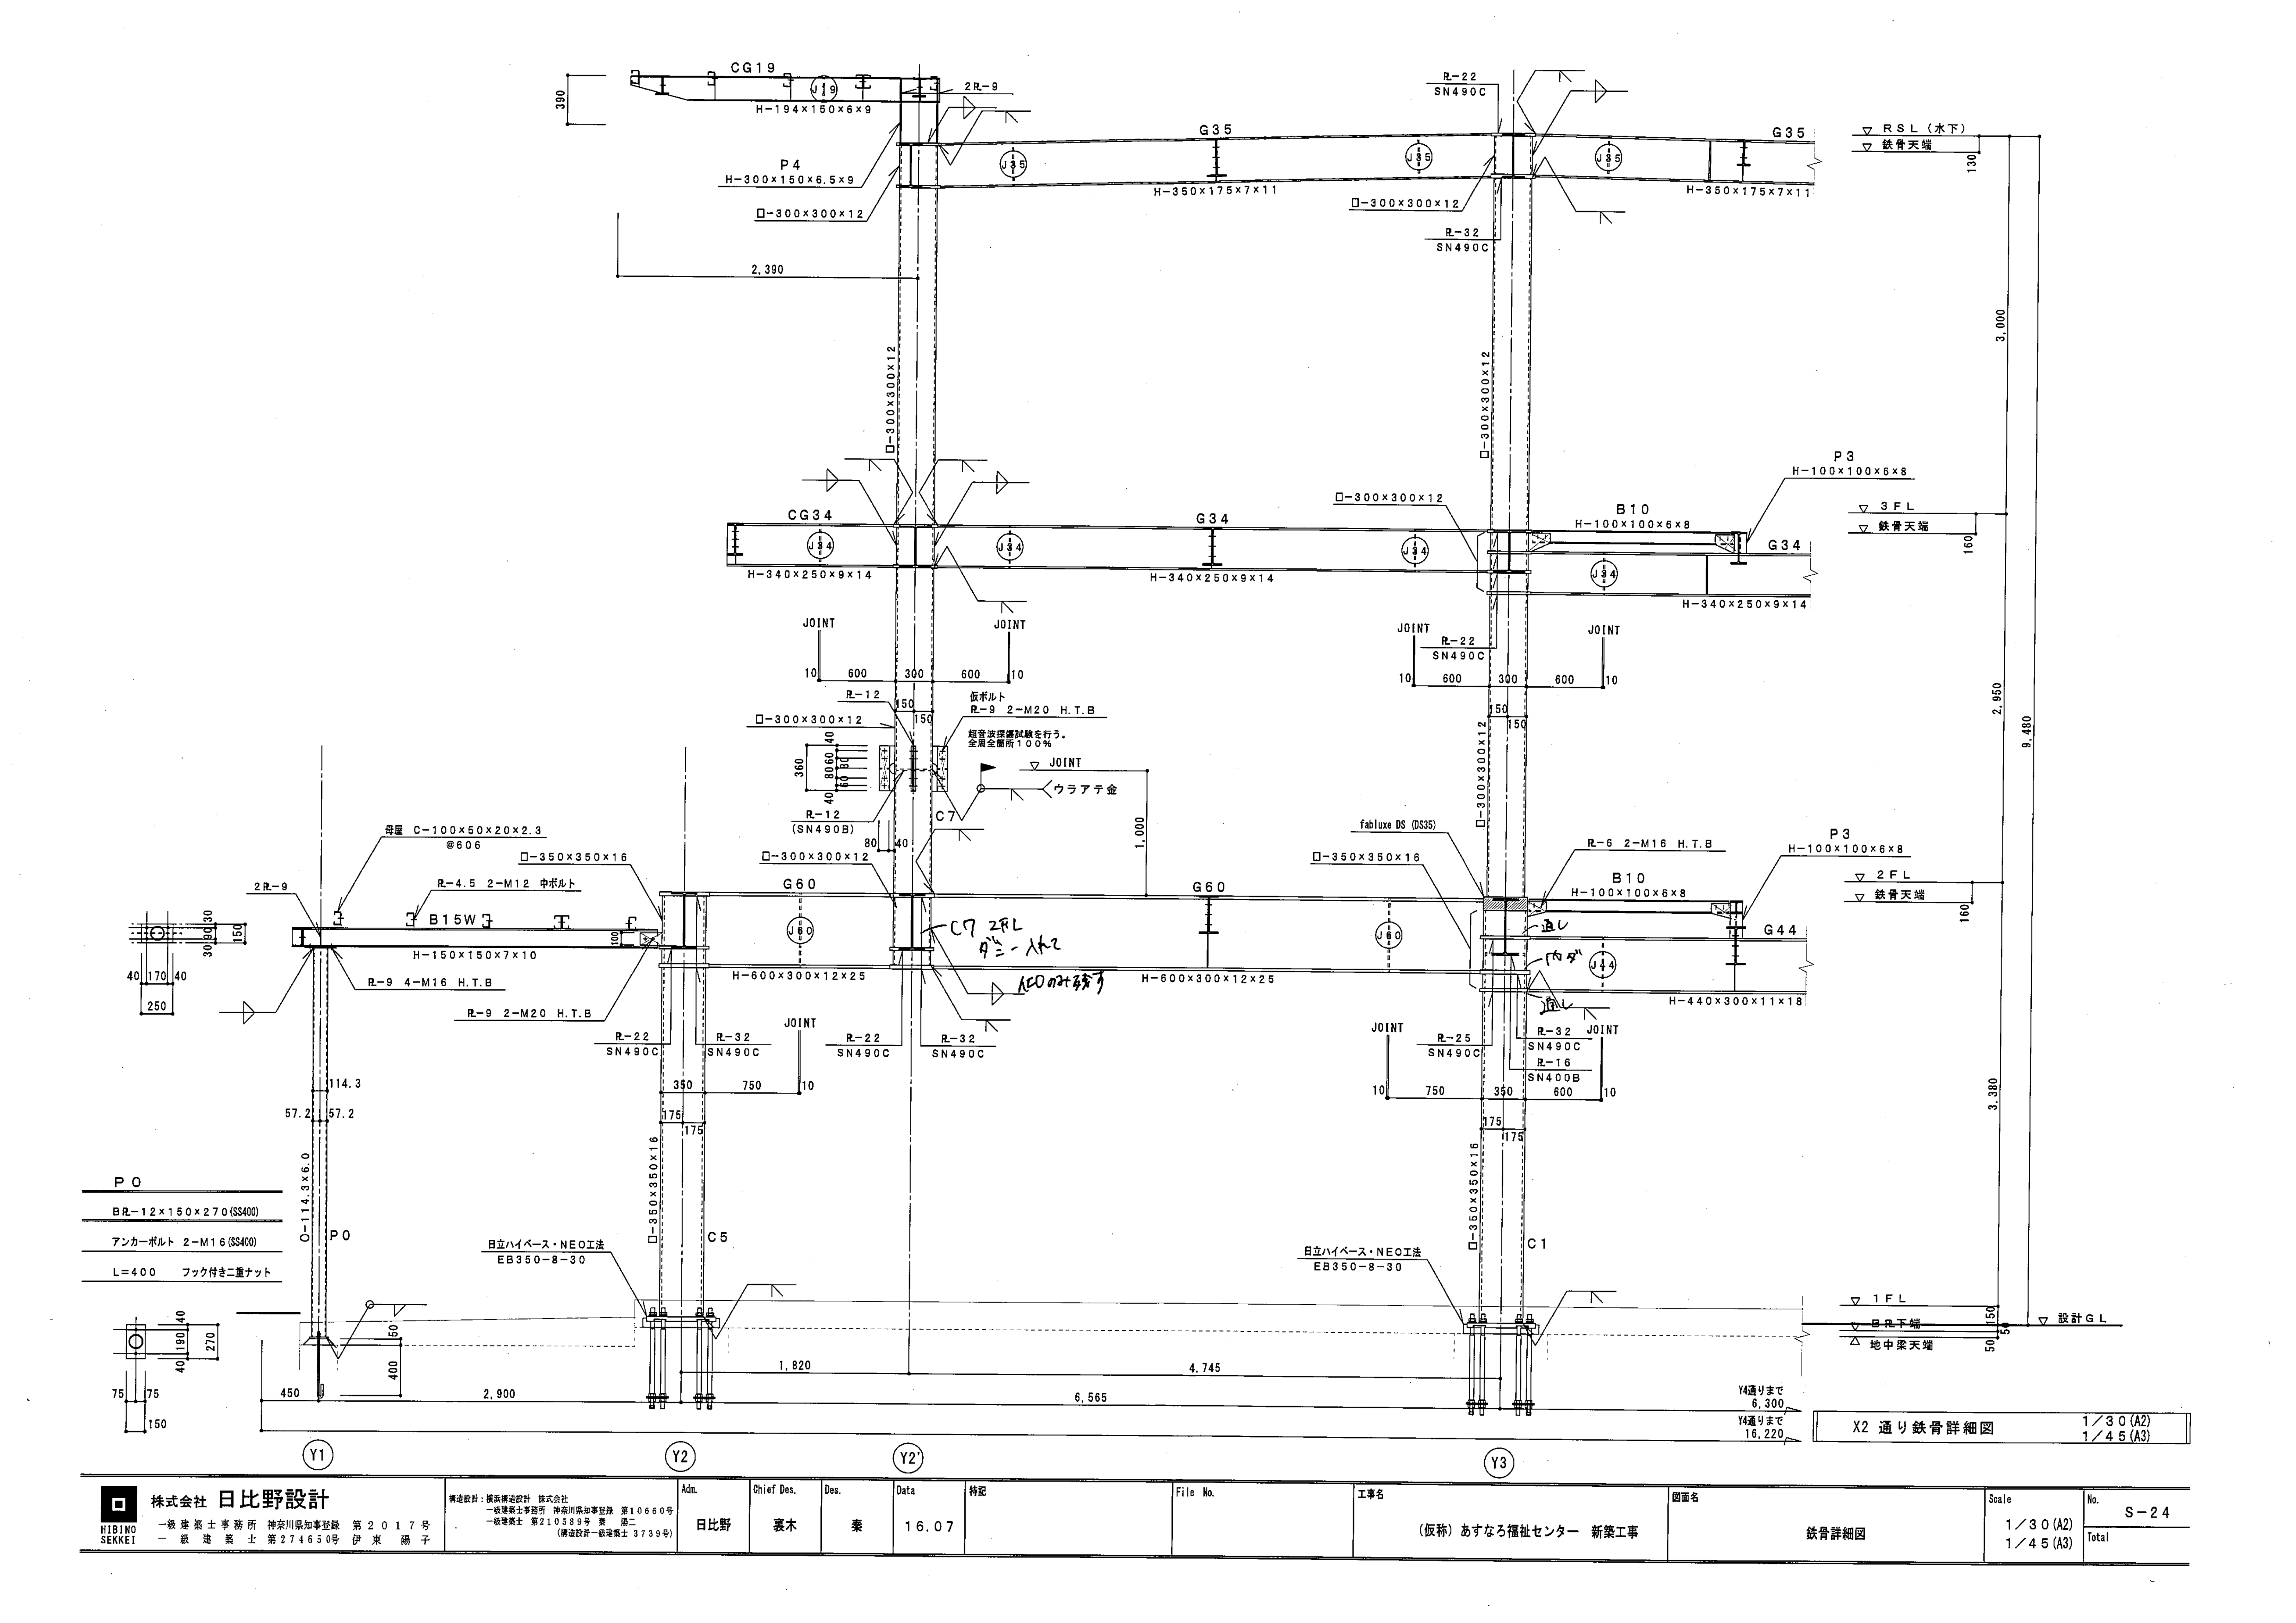 CG19
390
H-194×150×6×9
J19
2PL-9
P4
H-300×150×6.5×9
□-300×300×12
2,390
G35
J35
H-350×175×7×11
J35
PL-22
SN490C
□-300×300×12
PL-32
SN490C
J35
G35
H-350×175×7×11
RSL(水下)
鉄骨天端
130
3,000
□-300×300×12
□-300×300×12
CG34
J34
H-340×250×9×14
J34
G34
H-340×250×9×14
J34
□-300×300×12
B10
H-100×100×6×8
P3
H-100×100×6×8
G34
J34
H-340×250×9×14
3FL
鉄骨天端
160
JOINT
JOINT
10
600
300
600
10
JOINT
JOINT
PL-22
SN490C
10
600
300
600
10
2,950
9,480
PL-12
150
150
仮ボルト
PL-9 2-M20 H.T.B
□-300×300×12
超音波探傷試験を行う。
全周全箇所100%
360
40
60
80
80
60
40
JOINT
ウラアテ金
PL-12
(SN490B)
C7
80
40
1,000
150
150
□-300×300×12
母屋 C-100×50×20×2.3
@606
□-350×350×16
□-300×300×12
2PL-9
PL-4.5 2-M12 中ボルト
B15W
100
H-150×150×7×10
30
90
30
150
40
170
40
250
PL-9 4-M16 H.T.B
PL-9 2-M20 H.T.B
G60
J60
H-600×300×12×25
C7 2FL
ダミー入れて
G60
H-600×300×12×25
J60
fabluxe DS (DS35)
□-350×350×16
PL-6 2-M16 H.T.B
P3
H-100×100×6×8
B10
H-100×100×6×8
通し
内ダ
通し
G44
J44
H-440×300×11×18
2FL
鉄骨天端
160
PL-22
SN490C
PL-32
SN490C
JOINT
PL-22
SN490C
PL-32
SN490C
JOINT
PL-25
SN490C
PL-32
SN490C
PL-16
SN400B
JOINT
350
750
10
175
175
10
750
350
600
10
175
175
3,380
114.3
57.2
57.2
O-114.3×6.0
P0
□-350×350×16
C5
□-350×350×16
C1
P0
BPL-12×150×270(SS400)
アンカーボルト 2-M16(SS400)
L=400 フック付き二重ナット
日立ハイベース・NEO工法
EB350-8-30
日立ハイベース・NEO工法
EB350-8-30
1FL
BPL下端
地中梁天端
設計GL
150
5
50
40
190
40
270
75
75
150
50
400
450
2,900
1,820
4,745
6,565
Y4通りまで
6,300
Y4通りまで
16,220
X2 通り鉄骨詳細図
1/30(A2)
1/45(A3)
Y1
Y2
Y2'
Y3
HIBINO
SEKKEI
株式会社 日比野設計
一級建築士事務所 神奈川県知事登録 第2017号
一級建築士 第274650号 伊東 陽子
構造設計:横浜構造設計 株式会社
一級建築士事務所 神奈川県知事登録 第10660号
一級建築士 第210589号 秦 陽二
(構造設計一級建築士 3739号)
Adm.
日比野
Chief Des.
裏木
Des.
秦
Data
16.07
特記
File No.
工事名
(仮称)あすなろ福祉センター 新築工事
図面名
鉄骨詳細図
Scale
1/30(A2)
1/45(A3)
No.
S-24
Total